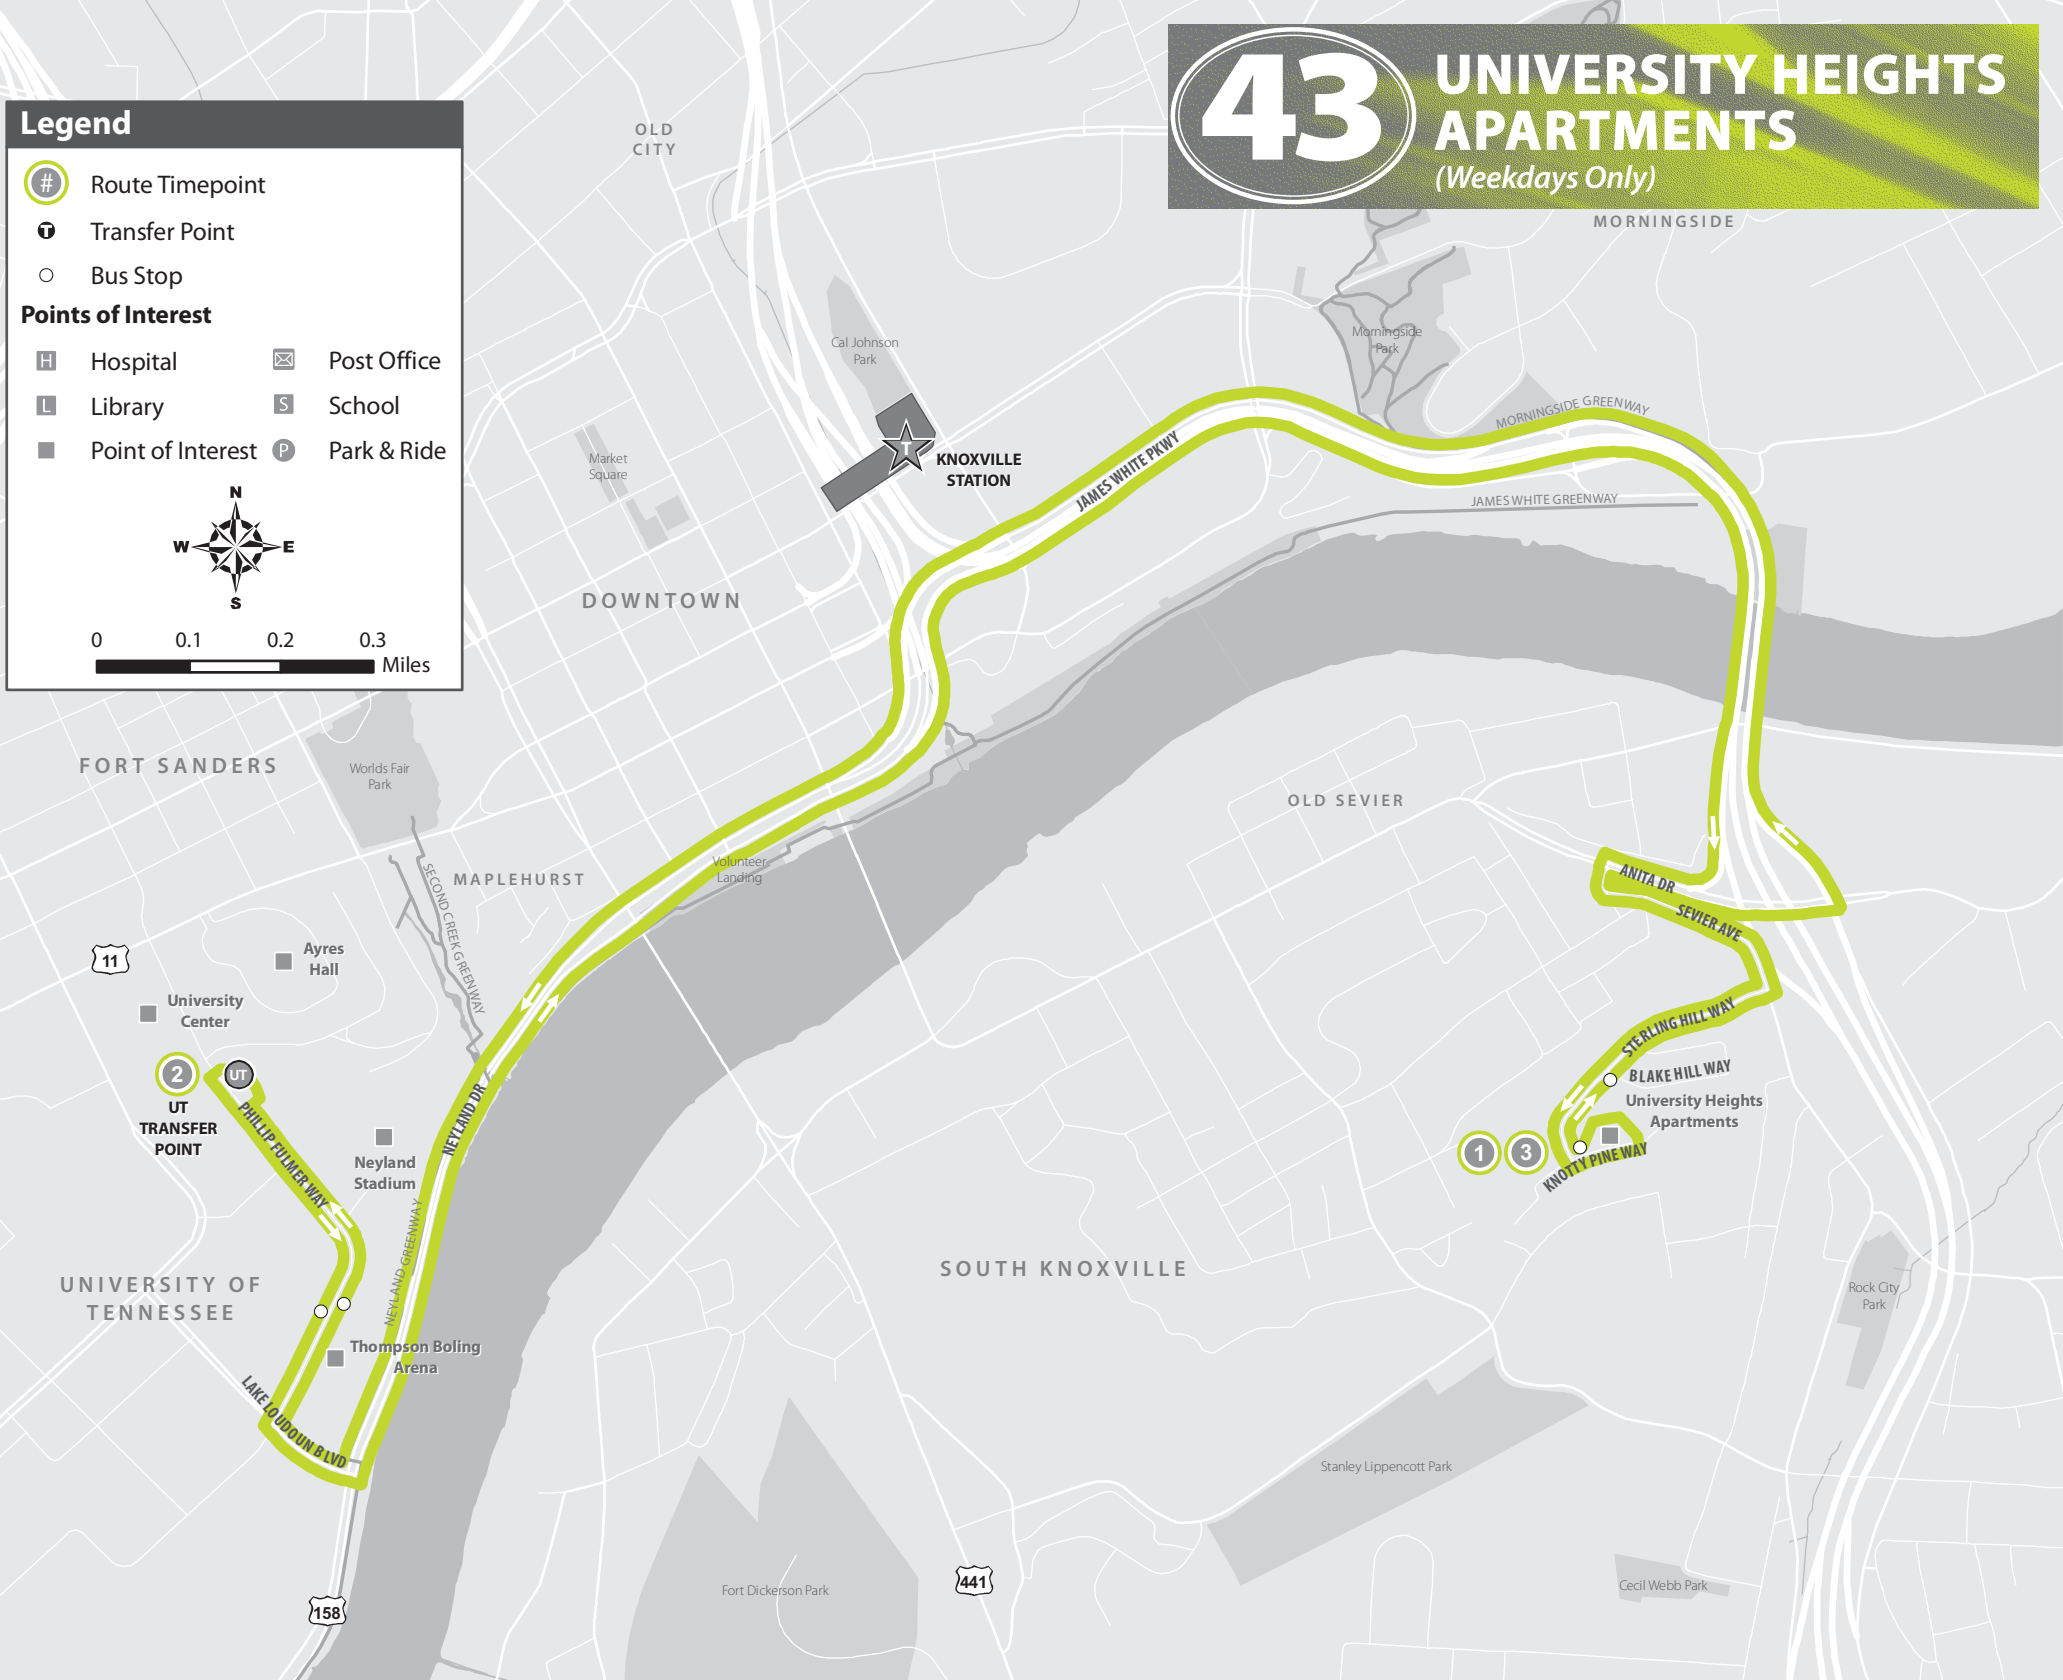 43
UNIVERSITY HEIGHTS
APARTMENTS
(Weekdays Only)
Legend
# Route Timepoint
T Transfer Point
Bus Stop
Points of Interest
H Hospital
Post Office
L Library
S School
Point of Interest
P Park & Ride
N
W E
S
0 0.1 0.2 0.3
Miles
OLD
CITY
MORNINGSIDE
Cal Johnson
Park
Morningside
Park
MORNINGSIDE GREENWAY
T
KNOXVILLE
STATION
Market
Square
JAMES WHITE PKWY
JAMES WHITE GREENWAY
DOWNTOWN
FORT SANDERS
Worlds Fair
Park
OLD SEVIER
Volunteer
Landing
MAPLEHURST
SECOND CREEK GREENWAY
ANITA DR
SEVIER AVE
11
Ayres
Hall
University
Center
STERLING HILL WAY
BLAKE HILL WAY
University Heights
Apartments
2
UT
UT
TRANSFER
POINT
PHILLIP FULMER WAY
NEYLAND DR
Neyland
Stadium
1 3
KNOTTY PINE WAY
NEYLAND GREENWAY
SOUTH KNOXVILLE
UNIVERSITY OF
TENNESSEE
Rock City
Park
Thompson Boling
Arena
LAKE LOUDOUN BLVD
Stanley Lippencott Park
441
Fort Dickerson Park
Cecil Webb Park
158